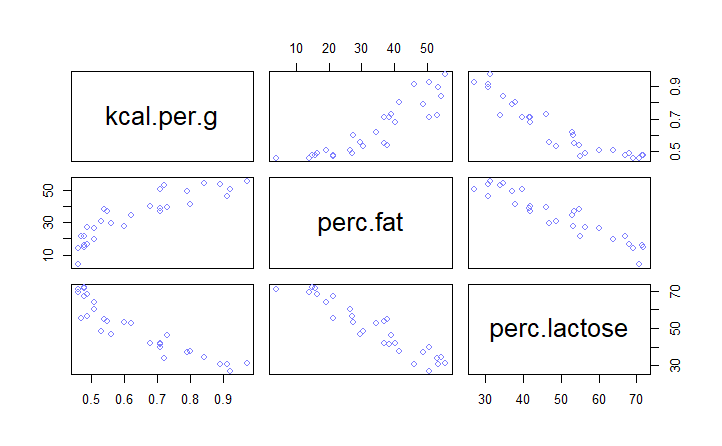 10 20 30 40 50
kcal.per.g
0.5 0.7 0.9
10 30 50
perc.fat
perc.lactose
30 50 70
0.5 0.6 0.7 0.8 0.9
30 40 50 60 70